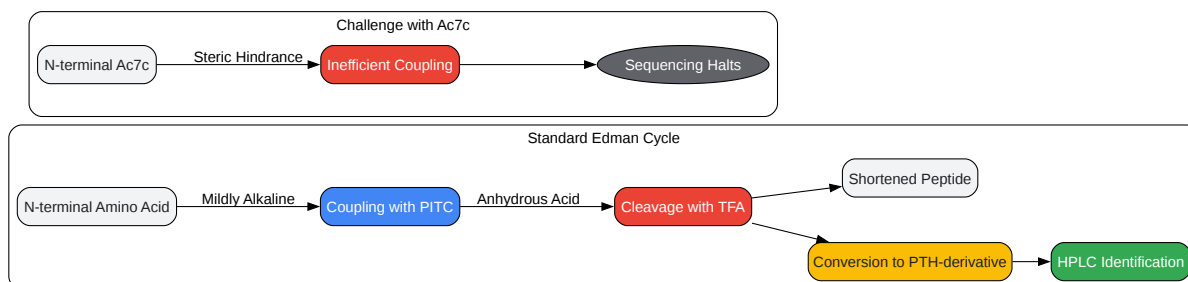 Challenge with Ac7c
N-terminal Ac7c
Steric Hindrance
Inefficient Coupling
Sequencing Halts
Standard Edman Cycle
N-terminal Amino Acid
Mildly Alkaline
Coupling with PITC
Anhydrous Acid
Cleavage with TFA
Shortened Peptide
Conversion to PTH-derivative
HPLC Identification